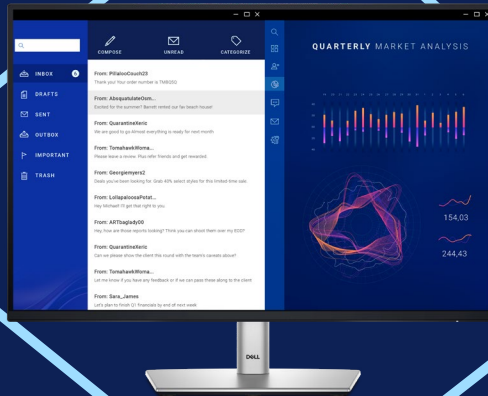 COMPOSE
UNREAD
CATEGORIZE
INBOX
DRAFTS
SENT
OUTBOX
IMPORTANT
TRASH
From: PillalooCouch23
Thank you! Your order number is TMBQEQ
From: AbsquatulateOsm...
Excited for the summer? Barrett rented our fav beach house!
From: QuarantineXeric
We are good to go Almost everything is ready for next month
From: TomahawkWoma...
Please leave a review. Plus refer friends and get rewarded.
From: Georgiemyers2
Deals you've been looking for. Grab 40% select styles for this limited time sale.
From: LollapaloosaPotat...
Hey Michael! I'll get that right to you.
From: ARTbaglady00
Hey, how are those reports looking? Think you can shoot them over my EOD?
From: QuarantineXeric
Can we please show the client this round with the team's carets above?
From: TomahawkWoma...
Let me know if you have any feedback or if we can pass these along to the client
From: Sara_James
Let's plan to finish Q1 financials by end of next week
QUARTERLY MARKET ANALYSIS
154,03
244,43
DELL